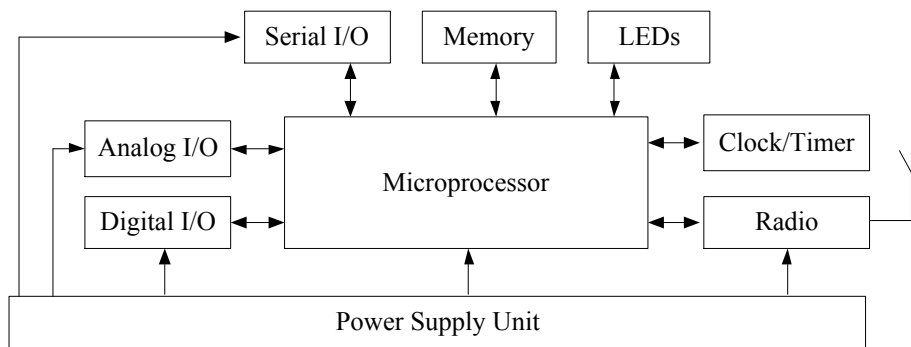 Serial I/O
Memory
LEDs
Analog I/O
Microprocessor
Clock/Timer
Digital I/O
Radio
Power Supply Unit